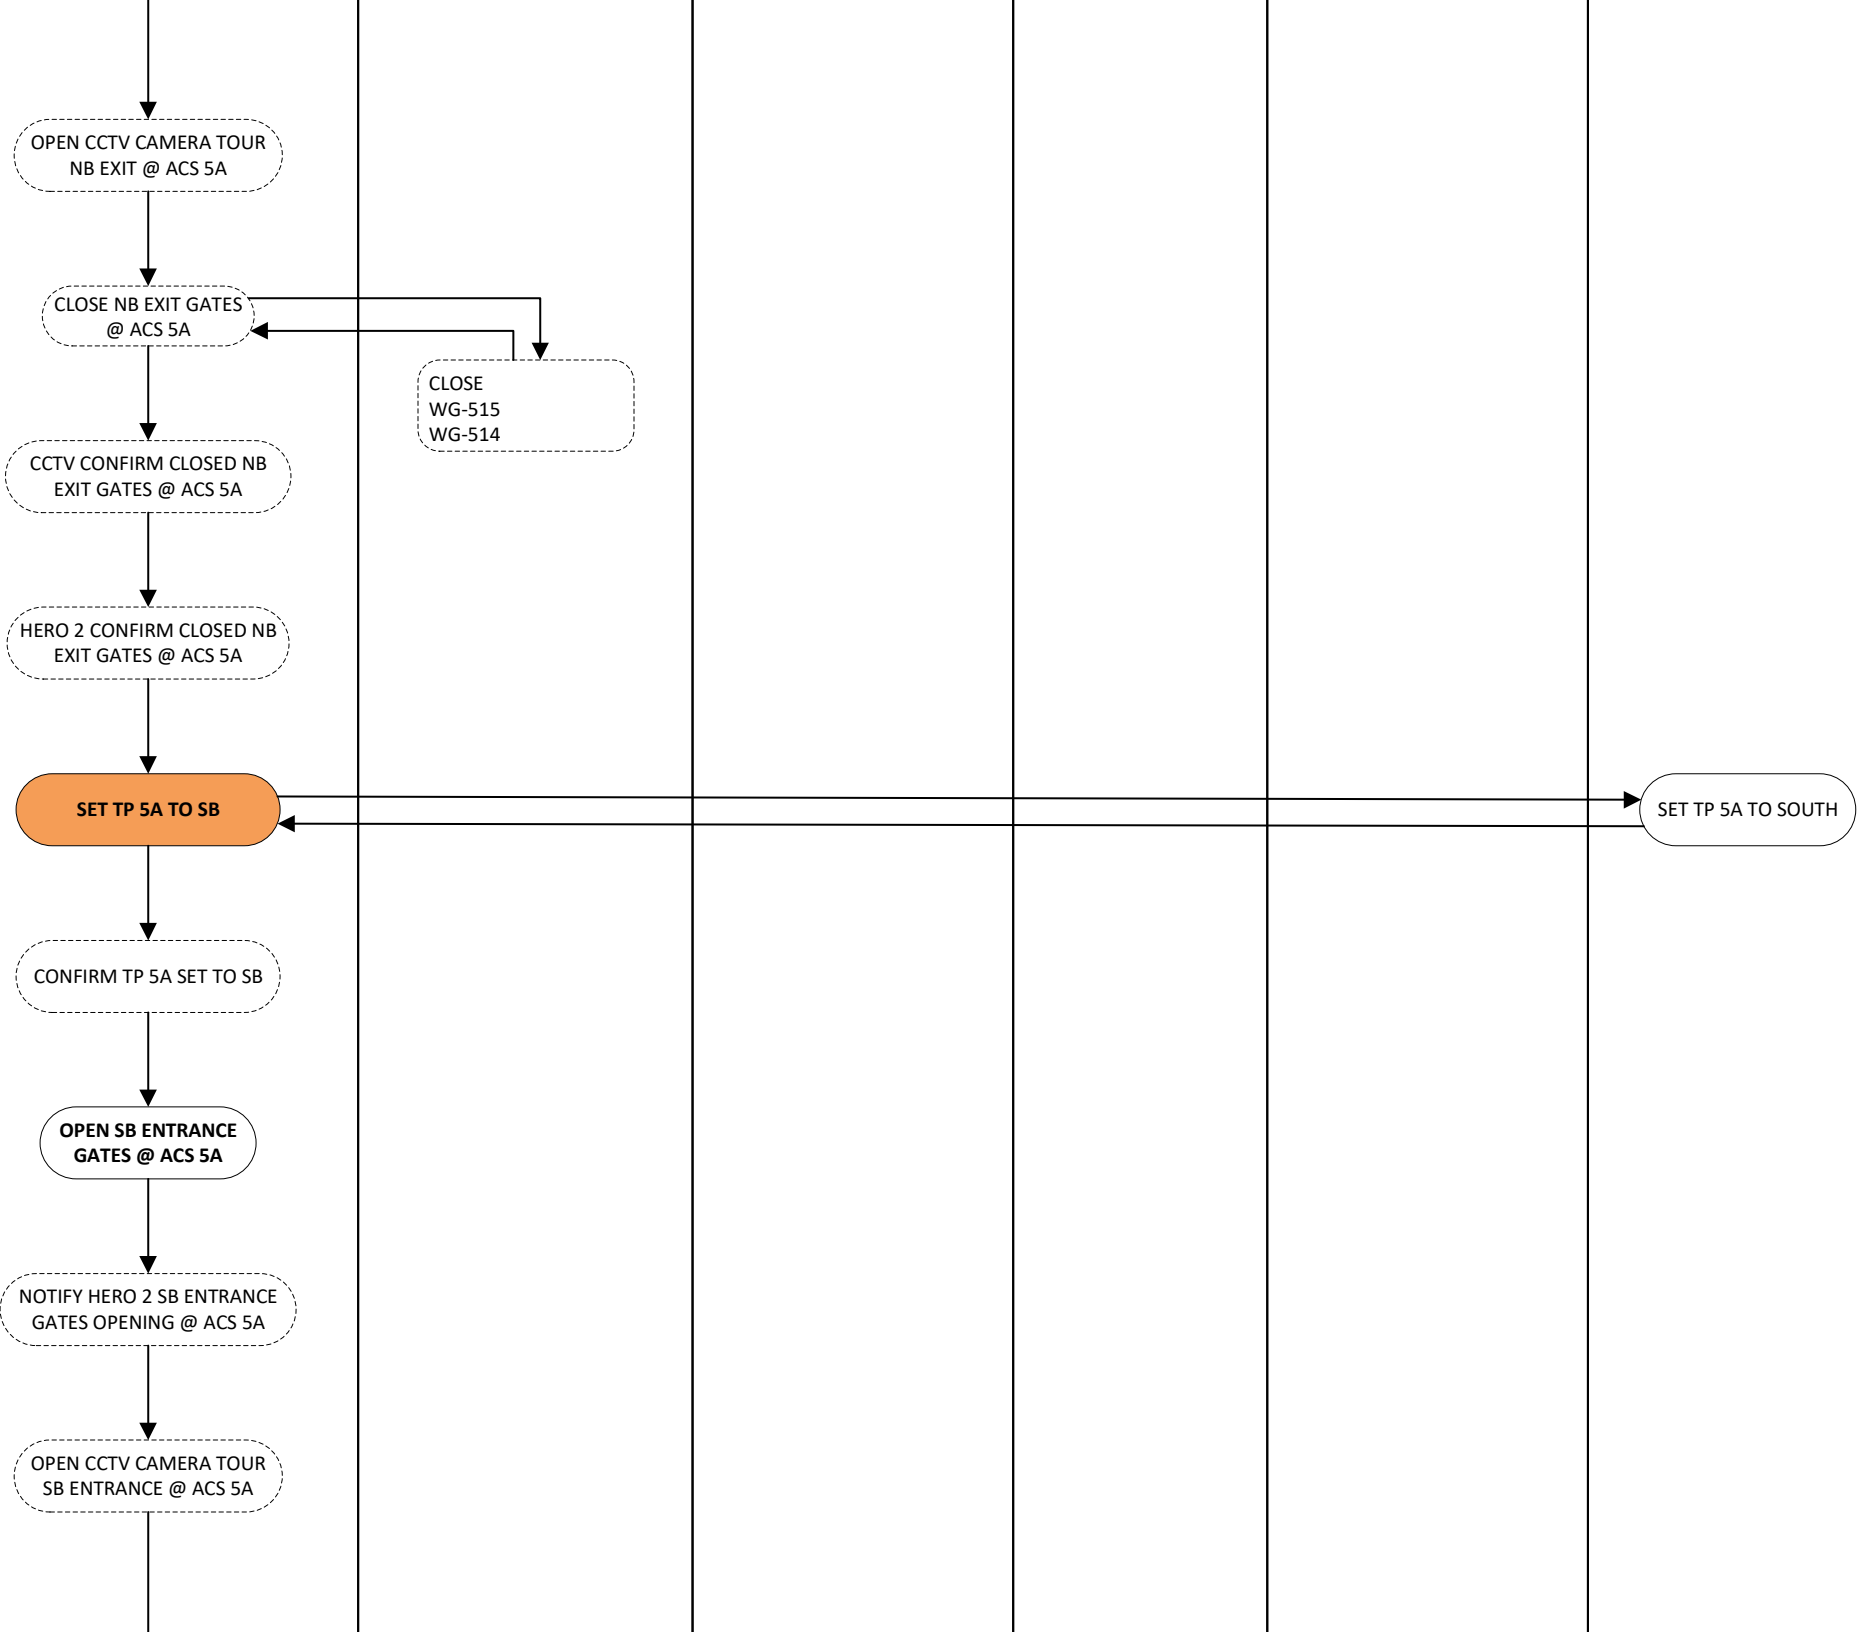 OPEN CCTV CAMERA TOUR
NB EXIT @ ACS 5A
CLOSE NB EXIT GATES
@ ACS 5A
CLOSE
WG-515
WG-514
CCTV CONFIRM CLOSED NB
EXIT GATES @ ACS 5A
HERO 2 CONFIRM CLOSED NB
EXIT GATES @ ACS 5A
SET TP 5A TO SB
SET TP 5A TO SOUTH
CONFIRM TP 5A SET TO SB
OPEN SB ENTRANCE
GATES @ ACS 5A
NOTIFY HERO 2 SB ENTRANCE
GATES OPENING @ ACS 5A
OPEN CCTV CAMERA TOUR
SB ENTRANCE @ ACS 5A